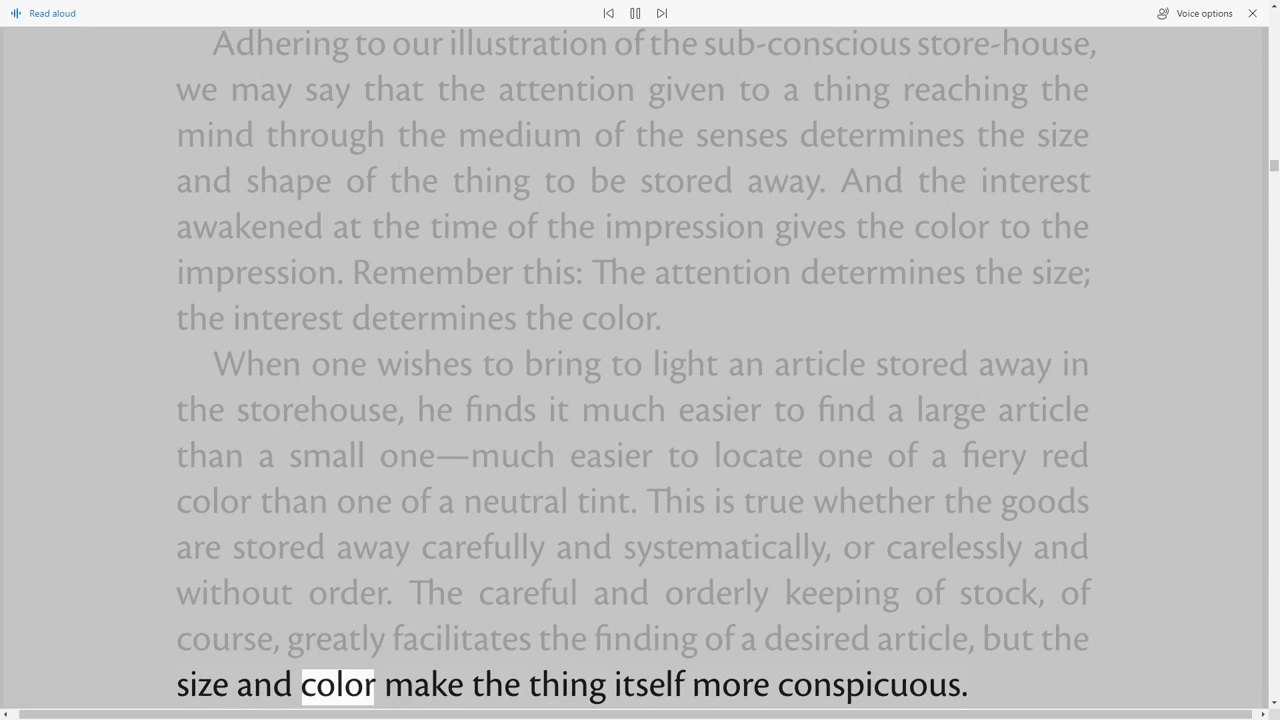 Read aloud
Voice options
Adhering to our illustration of the sub-conscious store-house,
we may say that the attention given to a thing reaching the
mind through the medium of the senses determines the size
and shape of the thing to be stored away. And the interest
awakened at the time of the impression gives the color to the
impression. Remember this: The attention determines the size;
the interest determines the color.
When one wishes to bring to light an article stored away in
the storehouse, he finds it much easier to find a large article
than a small one—much easier to locate one of a fiery red
color than one of a neutral tint. This is true whether the goods
are stored away carefully and systematically, or carelessly and
without order. The careful and orderly keeping of stock, of
course, greatly facilitates the finding of a desired article, but the
size and color make the thing itself more conspicuous.